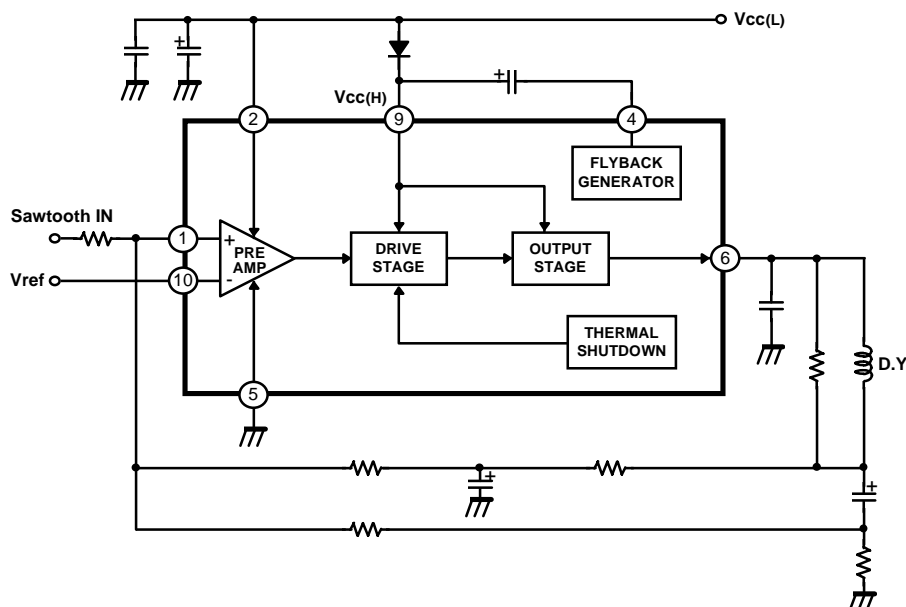 Vcc(L)
+
+
Vcc(H)
2
9
4
FLYBACK
GENERATOR
Sawtooth IN
1
+
PRE
AMP
-
DRIVE
STAGE
OUTPUT
STAGE
6
Vref
10
THERMAL
SHUTDOWN
D.Y
5
+
+